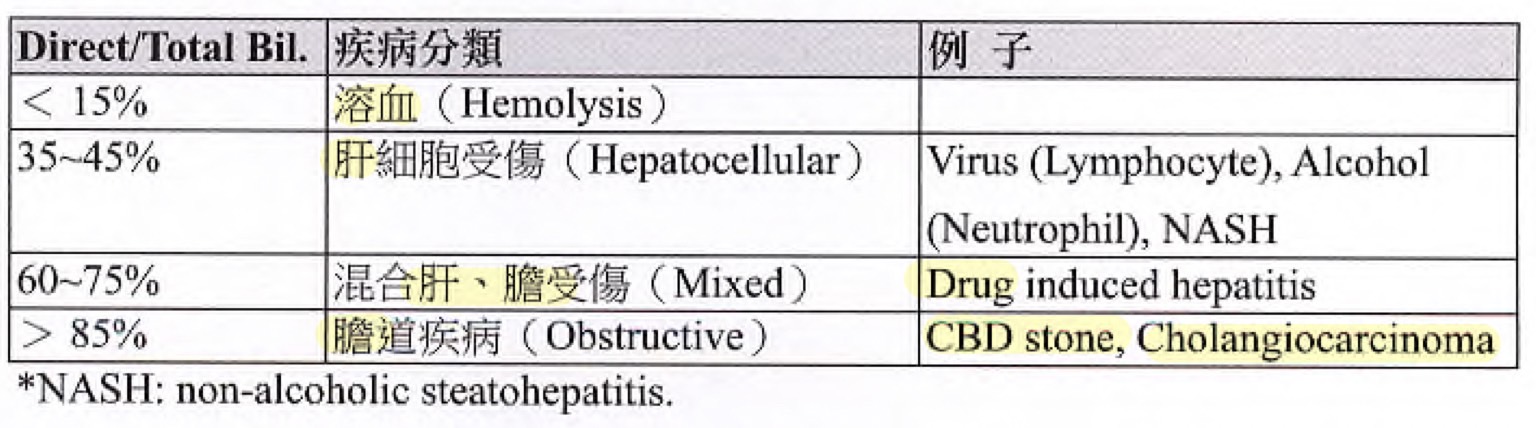 Direct/Total Bil. 疾病分類 例 子
< 15% 溶血（Hemolysis）
35~45% 肝細胞受傷（Hepatocellular） Virus (Lymphocyte), Alcohol
(Neutrophil), NASH
60~75% 混合肝、膽受傷（Mixed） Drug induced hepatitis
> 85% 膽道疾病（Obstructive） CBD stone, Cholangiocarcinoma
*NASH: non-alcoholic steatohepatitis.